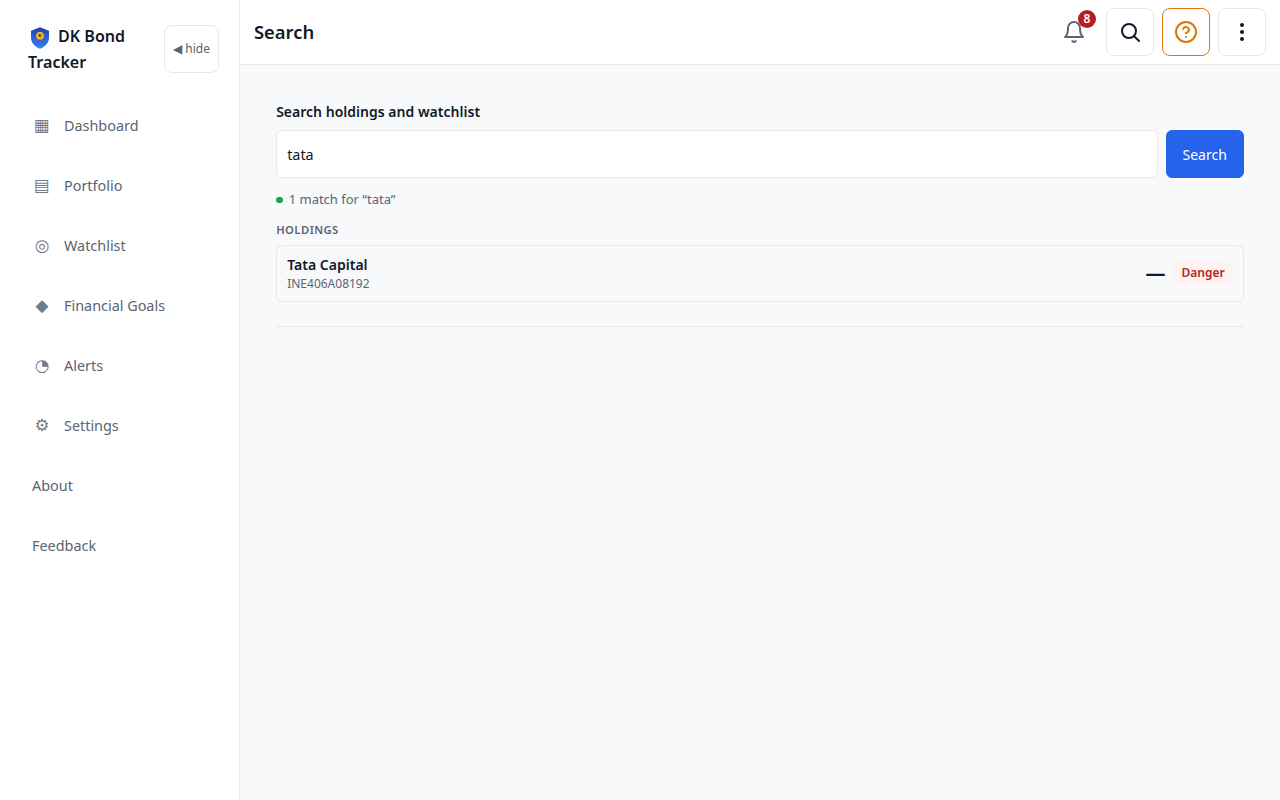 DK Bond
Tracker
◀ hide
Dashboard
Portfolio
Watchlist
Financial Goals
Alerts
Settings
About
Feedback
Search
8
Search holdings and watchlist
tata
Search
1 match for “tata”
HOLDINGS
Tata Capital
INE406A08192
—
Danger